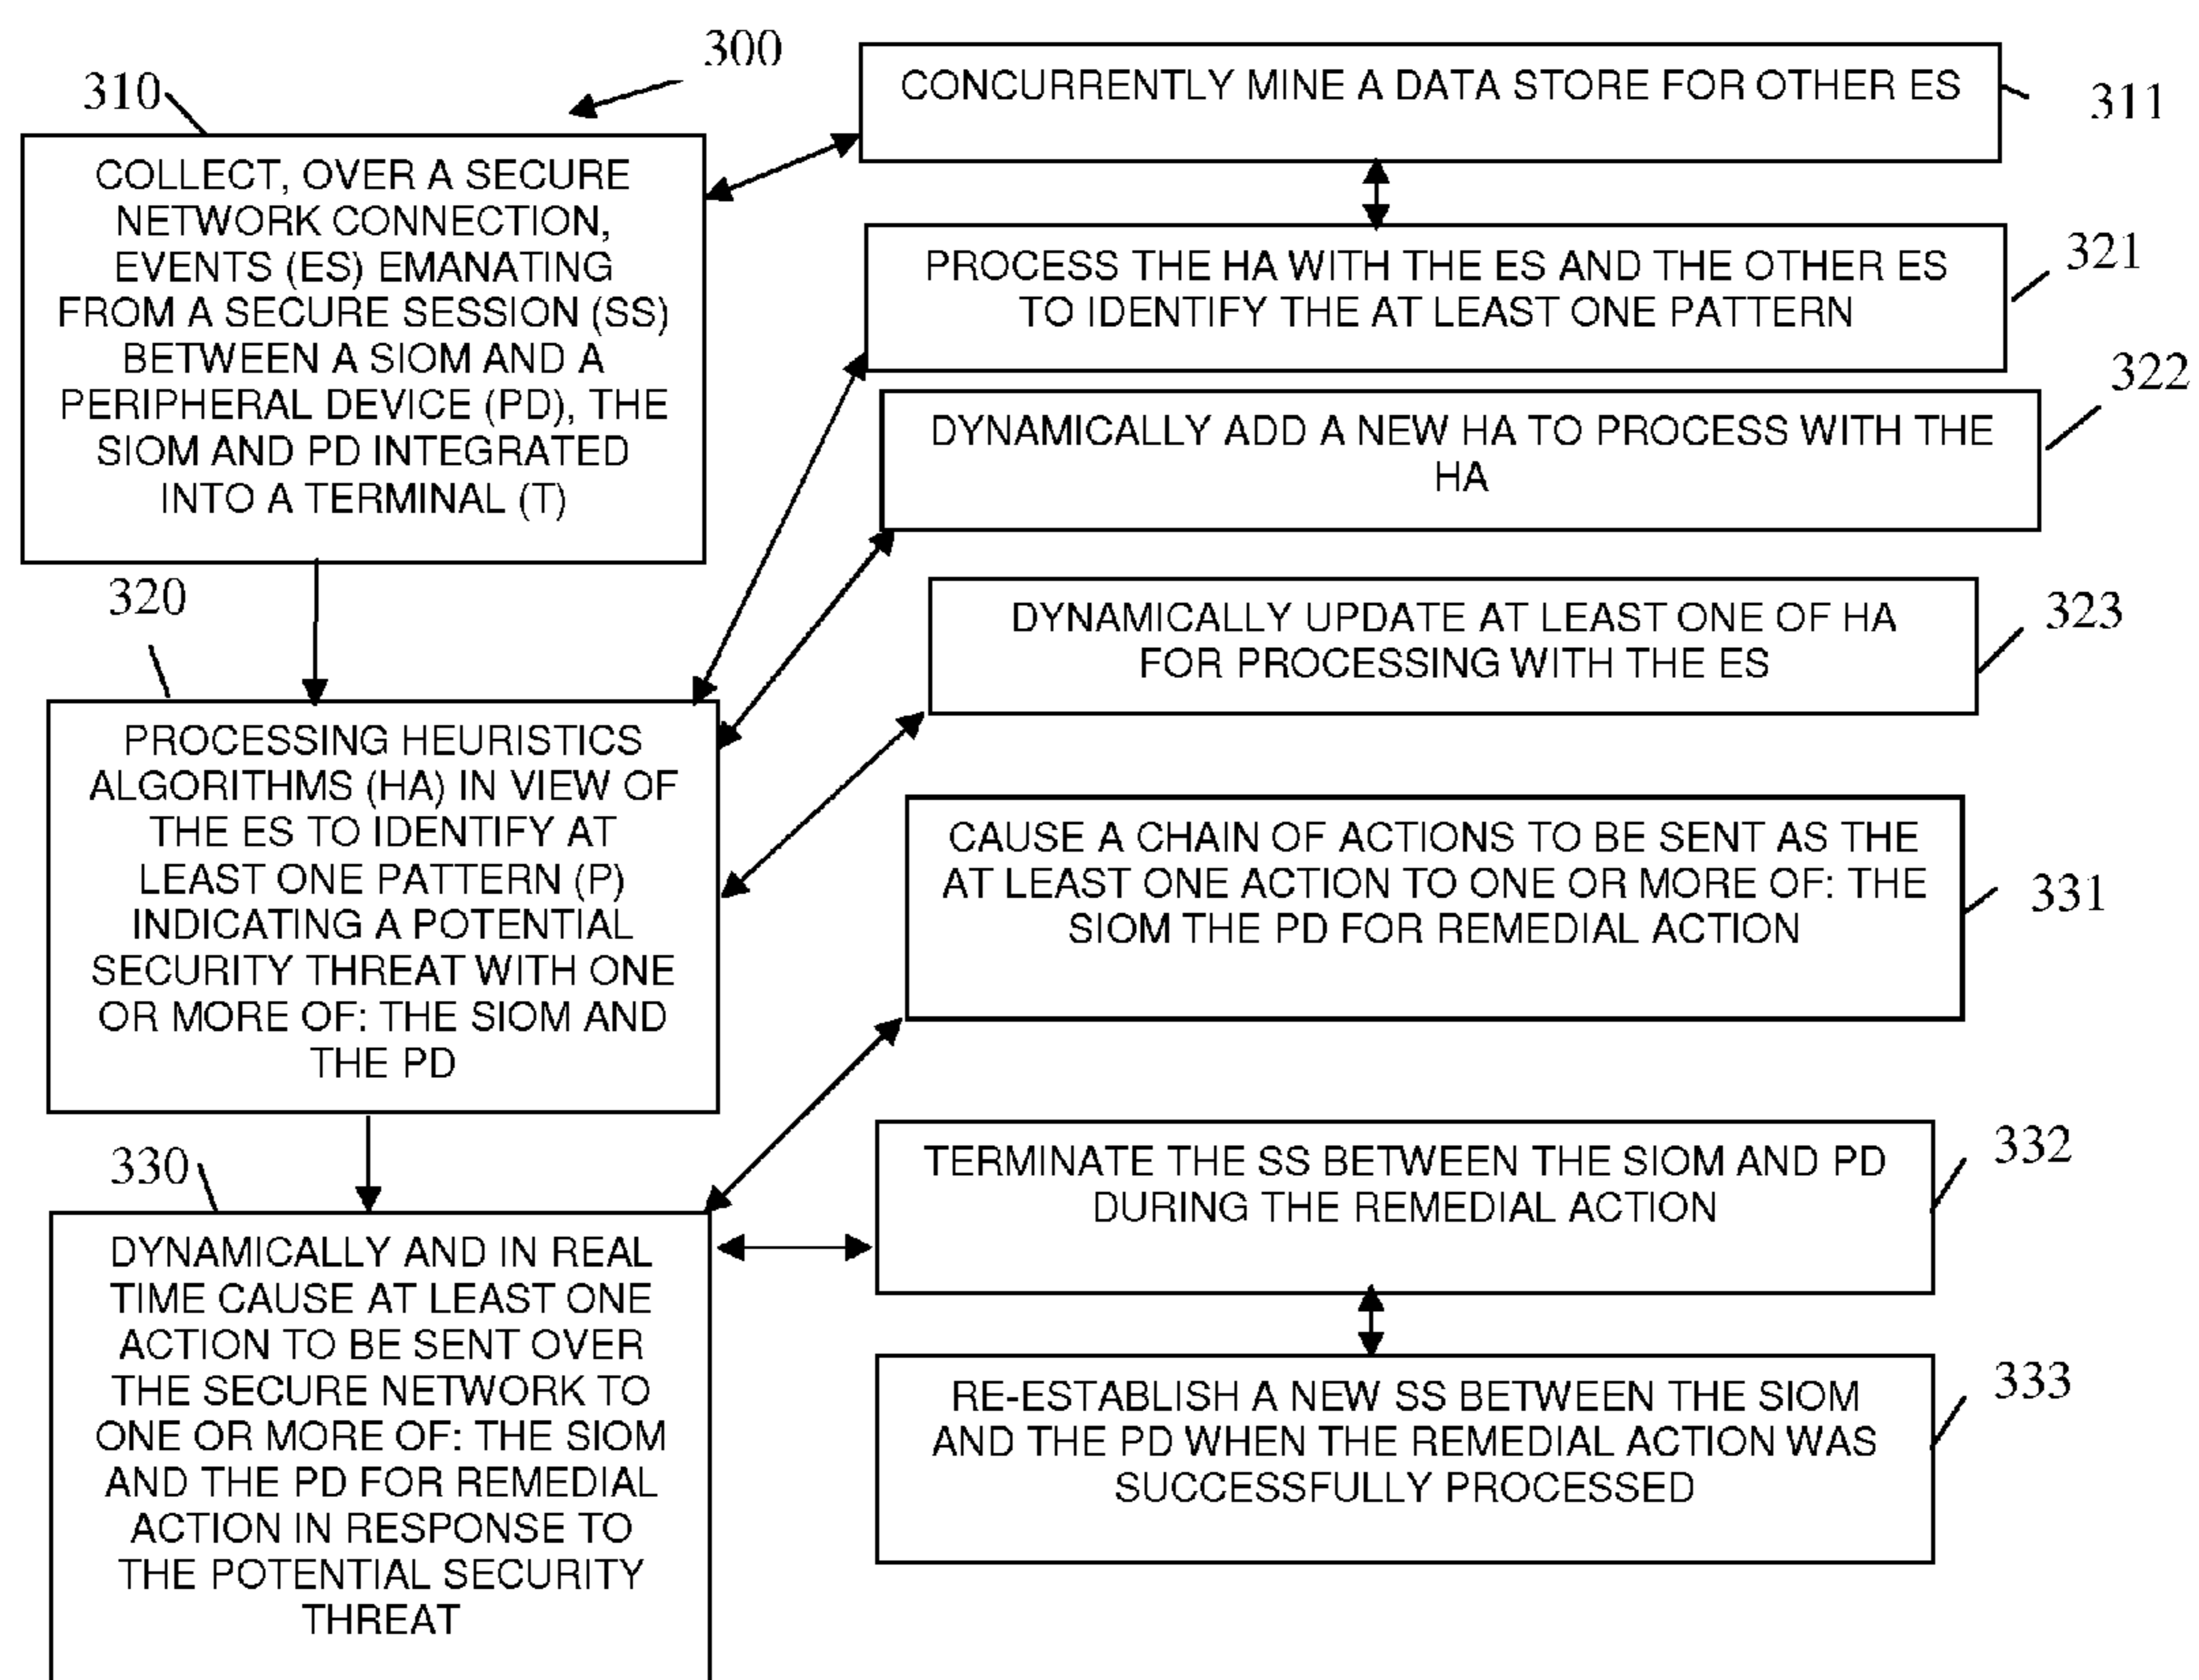 300
310
COLLECT, OVER A SECURE
NETWORK CONNECTION,
EVENTS (ES) EMANATING
FROM A SECURE SESSION (SS)
BETWEEN A SIOM AND A
PERIPHERAL DEVICE (PD), THE
SIOM AND PD INTEGRATED
INTO A TERMINAL (T)
CONCURRENTLY MINE A DATA STORE FOR OTHER ES
311
PROCESS THE HA WITH THE ES AND THE OTHER ES
TO IDENTIFY THE AT LEAST ONE PATTERN
321
DYNAMICALLY ADD A NEW HA TO PROCESS WITH THE
HA
322
320
PROCESSING HEURISTICS
ALGORITHMS (HA) IN VIEW OF
THE ES TO IDENTIFY AT
LEAST ONE PATTERN (P)
INDICATING A POTENTIAL
SECURITY THREAT WITH ONE
OR MORE OF: THE SIOM AND
THE PD
DYNAMICALLY UPDATE AT LEAST ONE OF HA
FOR PROCESSING WITH THE ES
323
CAUSE A CHAIN OF ACTIONS TO BE SENT AS THE
AT LEAST ONE ACTION TO ONE OR MORE OF: THE
SIOM THE PD FOR REMEDIAL ACTION
331
330
DYNAMICALLY AND IN REAL
TIME CAUSE AT LEAST ONE
ACTION TO BE SENT OVER
THE SECURE NETWORK TO
ONE OR MORE OF: THE SIOM
AND THE PD FOR REMEDIAL
ACTION IN RESPONSE TO
THE POTENTIAL SECURITY
THREAT
TERMINATE THE SS BETWEEN THE SIOM AND PD
DURING THE REMEDIAL ACTION
332
RE-ESTABLISH A NEW SS BETWEEN THE SIOM
AND THE PD WHEN THE REMEDIAL ACTION WAS
SUCCESSFULLY PROCESSED
333